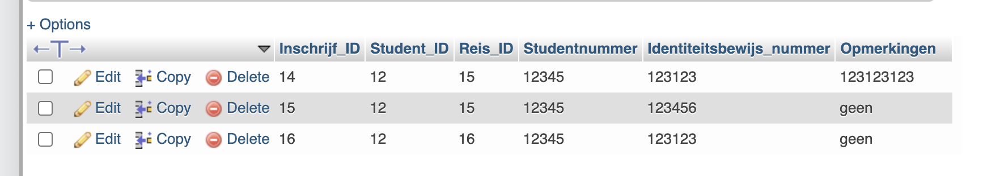 + Options
←T→ Inschrijf_ID Student_ID Reis_ID Studentnummer Identiteitsbewijs_nummer Opmerkingen
Edit Copy Delete 14 12 15 12345 123123 123123123
Edit Copy Delete 15 12 15 12345 123456 geen
Edit Copy Delete 16 12 16 12345 123123 geen